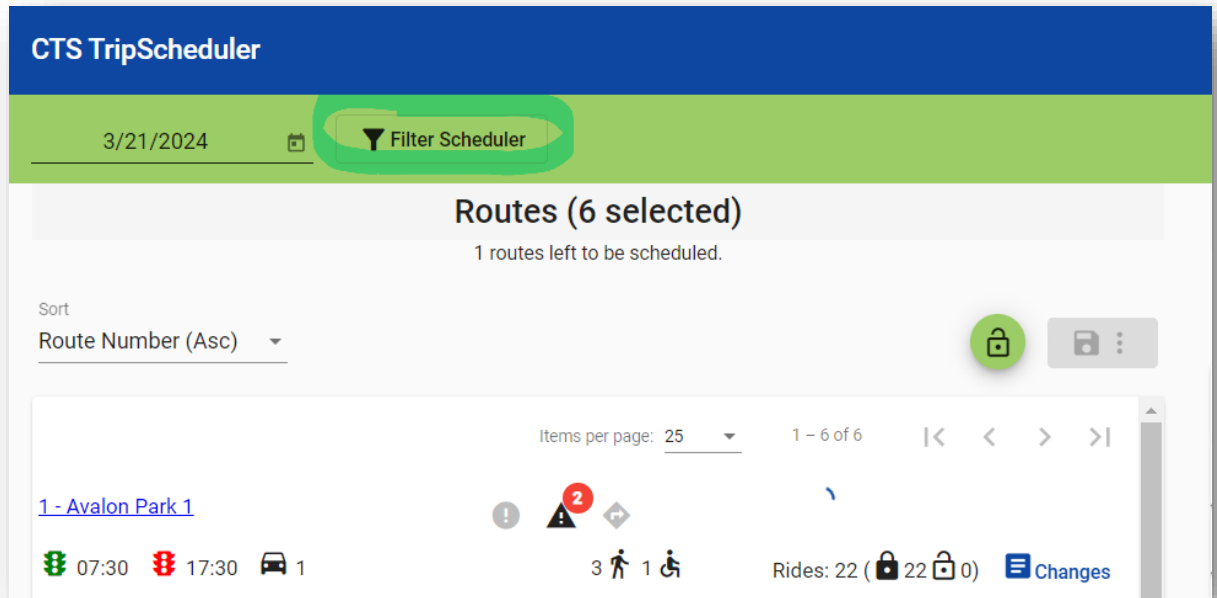 CTS TripScheduler
3/21/2024 Filter Scheduler
Routes (6 selected)
1 routes left to be scheduled.
Sort
Route Number (Asc)
Items per page: 25 1 – 6 of 6
1 - Avalon Park 1 2
07:30 17:30 1 3 1 Rides: 22 ( 22 0) Changes